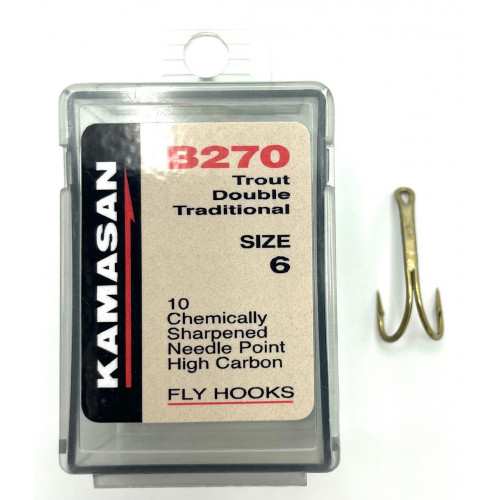 KAMASAN
B270
Trout
Double
Traditional
SIZE
6
10
Chemically
Sharpened
Needle Point
High Carbon
FLY HOOKS